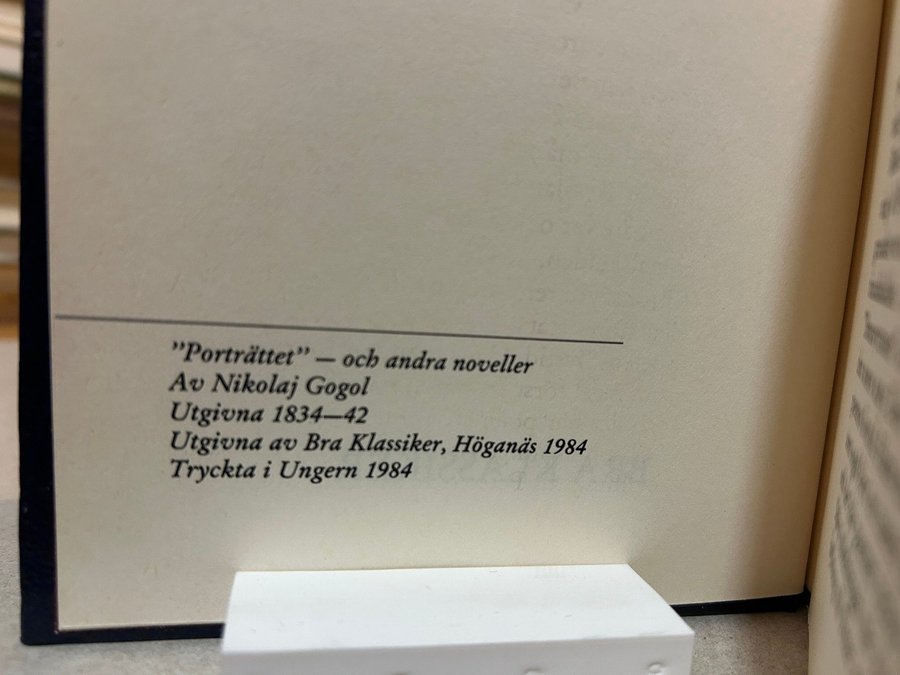 ”Porträttet” — och andra noveller
Av Nikolaj Gogol
Utgivna 1834—42
Utgivna av Bra Klassiker, Höganäs 1984
Tryckta i Ungern 1984